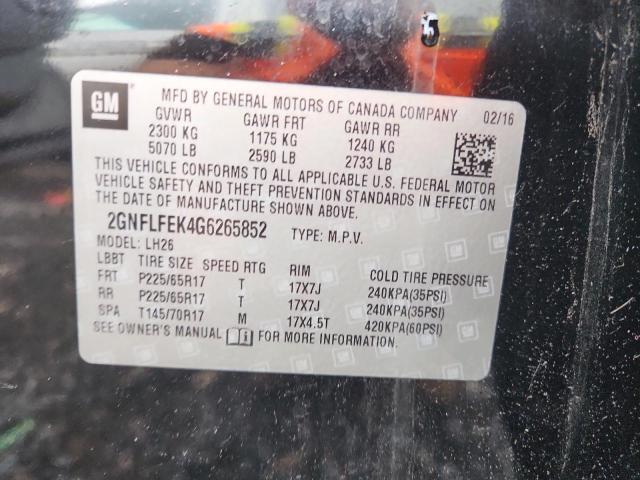 GM
MFD BY GENERAL MOTORS OF CANADA COMPANY 02/16
GVWR GAWR FRT GAWR RR
2300 KG 1175 KG 1240 KG
5070 LB 2590 LB 2733 LB
THIS VEHICLE CONFORMS TO ALL APPLICABLE U.S. FEDERAL MOTOR
VEHICLE SAFETY AND THEFT PREVENTION STANDARDS IN EFFECT ON
THE DATE OF MANUFACTURE SHOWN ABOVE.
2GNFLFEK4G6265852 TYPE: M.P.V.
MODEL: LH26
LBBT TIRE SIZE SPEED RTG RIM COLD TIRE PRESSURE
FRT P225/65R17 T 17X7J 240KPA(35PSI)
RR P225/65R17 T 17X7J 240KPA(35PSI)
SPA T145/70R17 M 17X4.5T 420KPA(60PSI)
SEE OWNER'S MANUAL FOR MORE INFORMATION.